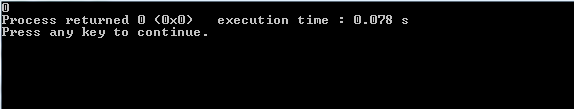 0
Process returned 0 (0x0)   execution time : 0.078 s
Press any key to continue.